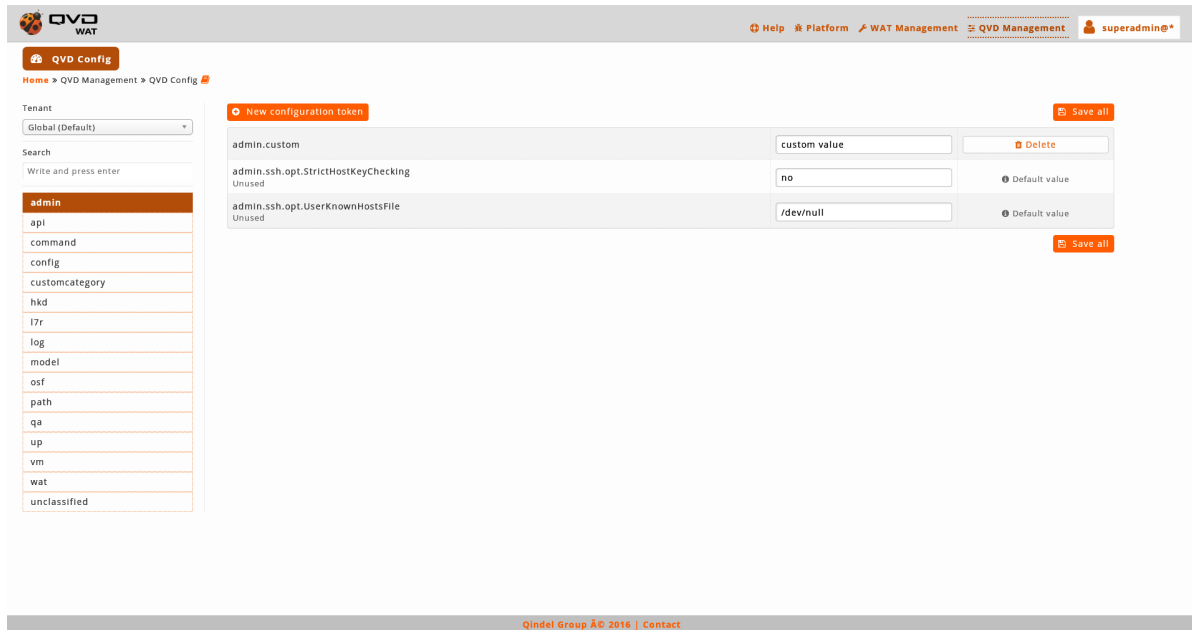 QVD
WAT
Help Platform WAT Management QVD Management superadmin@*
QVD Config
Home » QVD Management » QVD Config
Tenant
Global (Default)
Search
Write and press enter
admin
api
command
config
customcategory
hkd
l7r
log
model
osf
path
qa
up
vm
wat
unclassified
New configuration token
Save all
admin.custom
custom value
Delete
admin.ssh.opt.StrictHostKeyChecking
Unused
no
Default value
admin.ssh.opt.UserKnownHostsFile
Unused
/dev/null
Default value
Save all
Qindel Group Â© 2016 | Contact